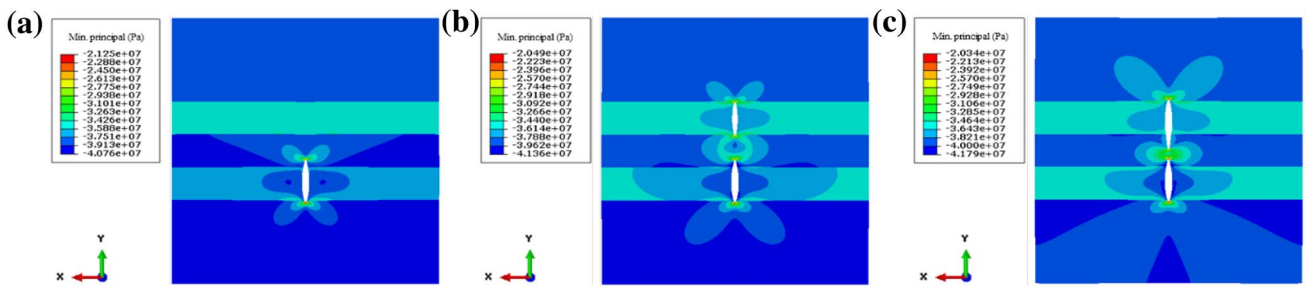 (a)
Min. principal (Pa)
-2.125e+07
-2.288e+07
-2.450e+07
-2.613e+07
-2.775e+07
-2.938e+07
-3.101e+07
-3.263e+07
-3.426e+07
-3.588e+07
-3.751e+07
-3.913e+07
-4.076e+07
Y
X
(b)
Min. principal (Pa)
-2.049e+07
-2.223e+07
-2.396e+07
-2.570e+07
-2.744e+07
-2.918e+07
-3.092e+07
-3.266e+07
-3.440e+07
-3.614e+07
-3.788e+07
-3.962e+07
-4.136e+07
Y
X
(c)
Min. principal (Pa)
-2.034e+07
-2.213e+07
-2.392e+07
-2.570e+07
-2.749e+07
-2.928e+07
-3.106e+07
-3.285e+07
-3.464e+07
-3.643e+07
-3.821e+07
-4.000e+07
-4.179e+07
Y
X